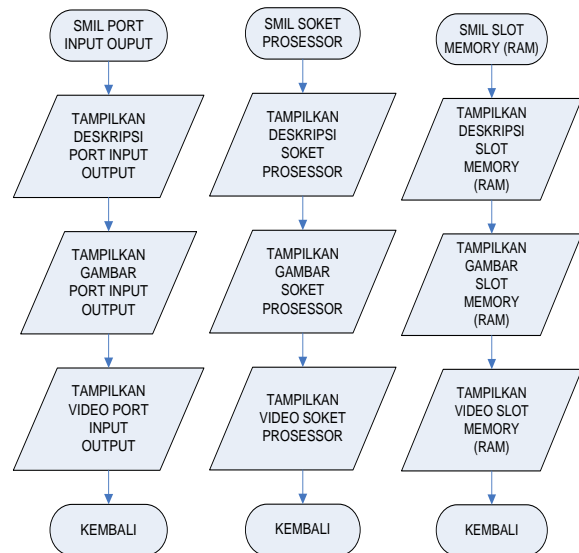 SMIL PORT
INPUT OUPUT
TAMPILKAN
DESKRIPSI
PORT INPUT
OUTPUT
TAMPILKAN
GAMBAR
PORT INPUT
OUTPUT
TAMPILKAN
VIDEO PORT
INPUT
OUTPUT
KEMBALI
SMIL SOKET
PROSESSOR
TAMPILKAN
DESKRIPSI
SOKET
PROSESSOR
TAMPILKAN
GAMBAR
SOKET
PROSESSOR
TAMPILKAN
VIDEO SOKET
PROSESSOR
KEMBALI
SMIL SLOT
MEMORY (RAM)
TAMPILKAN
DESKRIPSI
SLOT
MEMORY
(RAM)
TAMPILKAN
GAMBAR
SLOT
MEMORY
(RAM)
TAMPILKAN
VIDEO SLOT
MEMORY
(RAM)
KEMBALI